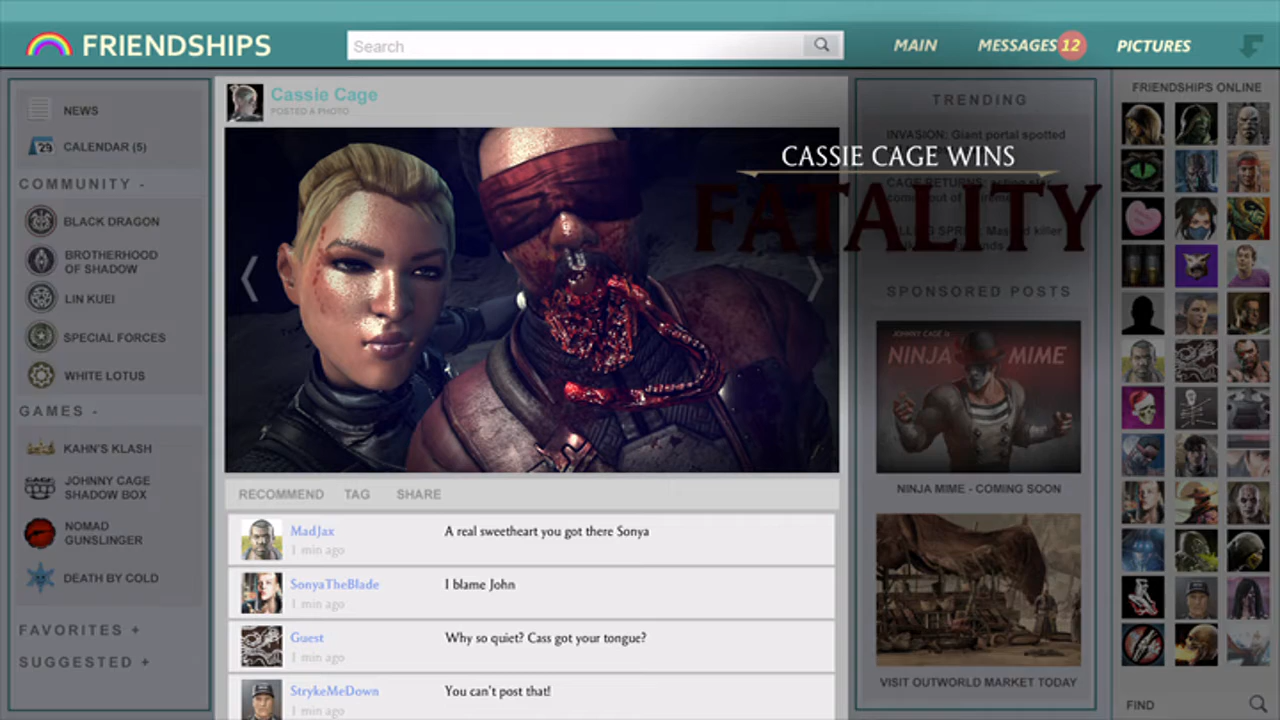 FRIENDSHIPS
Search
MAIN
MESSAGES 12
PICTURES
NEWS
29
CALENDAR (5)
COMMUNITY -
BLACK DRAGON
BROTHERHOOD
OF SHADOW
LIN KUEI
SPECIAL FORCES
WHITE LOTUS
GAMES -
KAHN'S KLASH
JOHNNY CAGE
SHADOW BOX
NOMAD
GUNSLINGER
DEATH BY COLD
FAVORITES +
SUGGESTED +
Cassie Cage
POSTED A PHOTO
CASSIE CAGE WINS
FATALITY
RECOMMEND
TAG
SHARE
MadJax
1 min ago
A real sweetheart you got there Sonya
SonyaTheBlade
1 min ago
I blame John
Guest
1 min ago
Why so quiet? Cass got your tongue?
StrykeMeDown
1 min ago
You can't post that!
TRENDING
INVASION: Giant portal spotted
CAGE RETURNS:
SPONSORED POSTS
JOHNNY CAGE is
NINJA MIME
NINJA MIME - COMING SOON
VISIT OUTWORLD MARKET TODAY
FRIENDSHIPS ONLINE
FIND